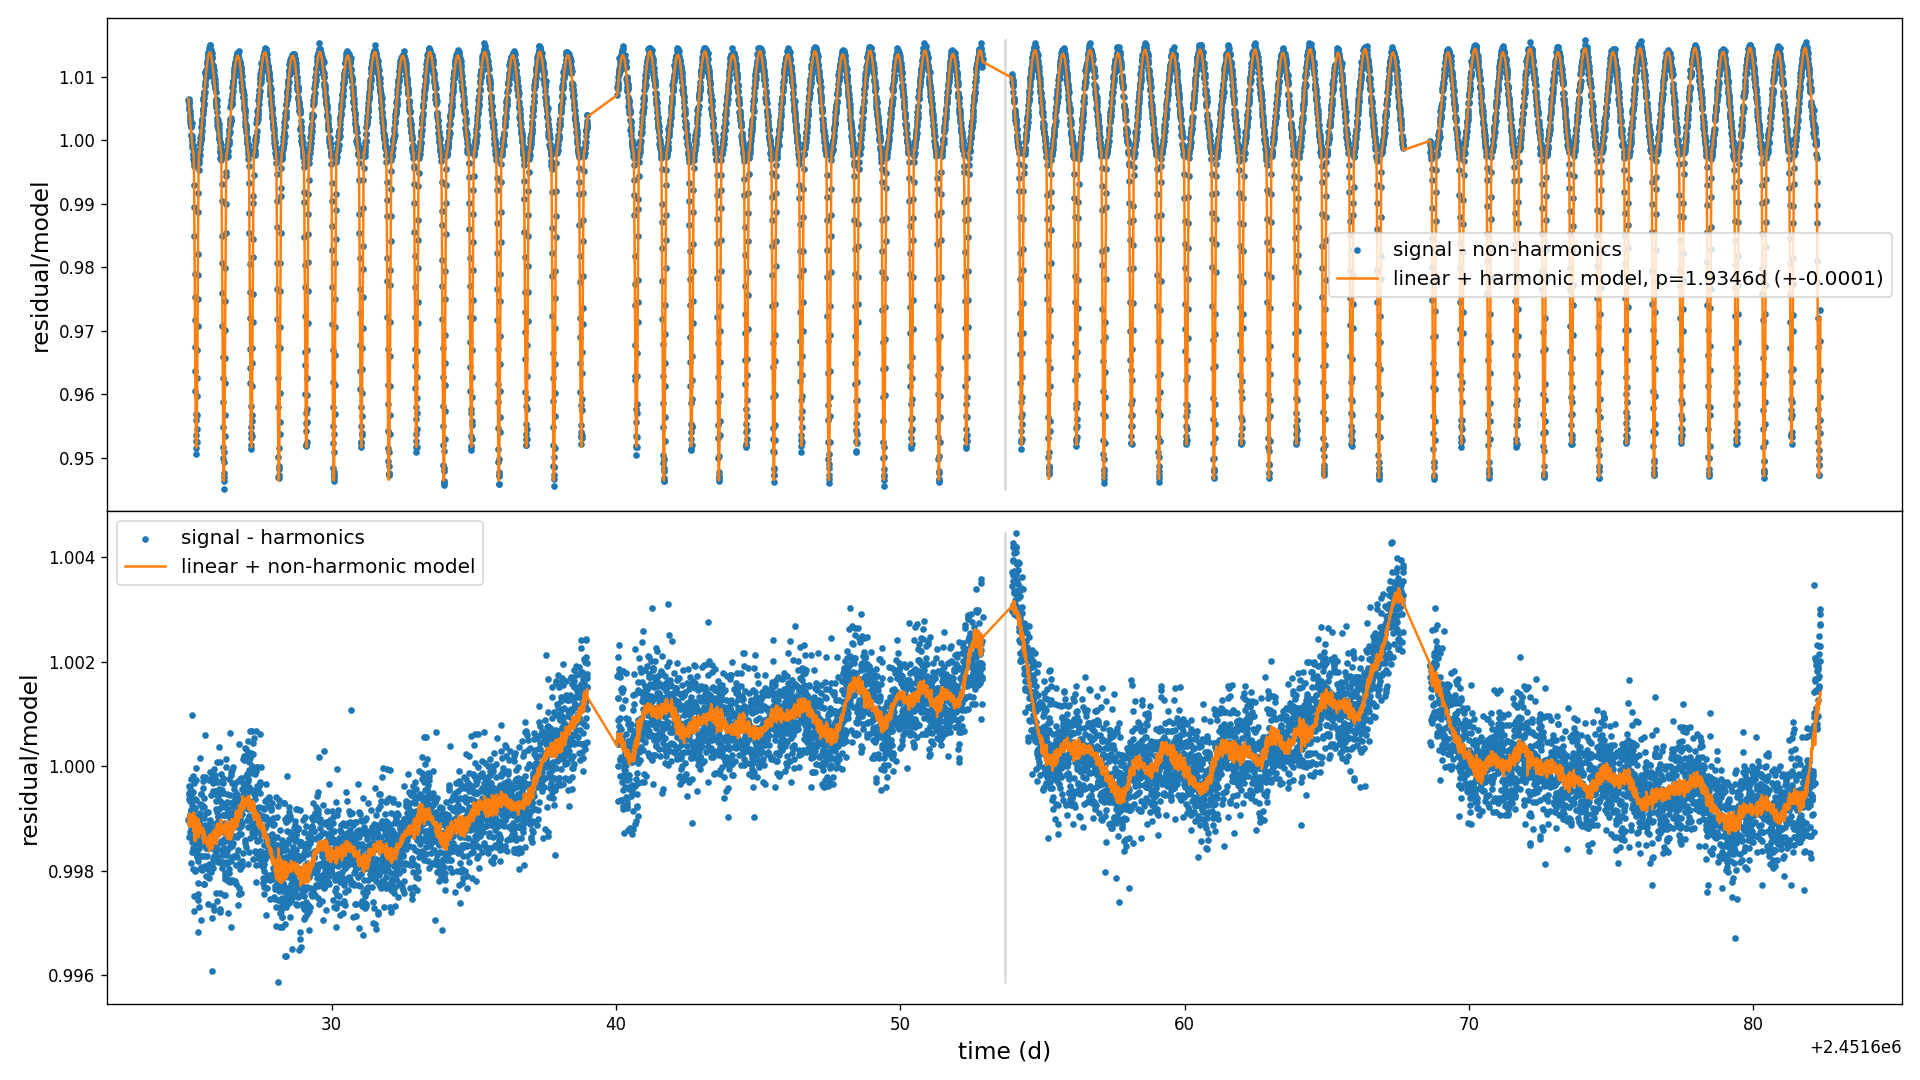 residual/model
1.01
1.00
0.99
0.98
0.97
0.96
0.95
signal - non-harmonics
linear + harmonic model, p=1.9346d (+-0.0001)
residual/model
1.004
1.002
1.000
0.998
0.996
signal - harmonics
linear + non-harmonic model
30
40
50
60
70
80
time (d)
+2.4516e6